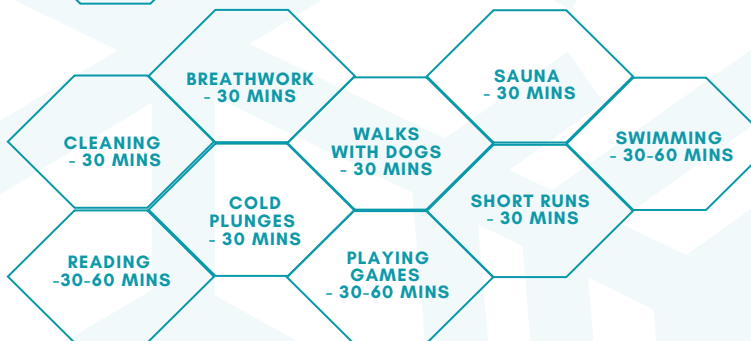 BREATHWORK
- 30 MINS
SAUNA
- 30 MINS
CLEANING
- 30 MINS
WALKS
WITH DOGS
- 30 MINS
SWIMMING
- 30-60 MINS
COLD
PLUNGES
- 30 MINS
SHORT RUNS
- 30 MINS
READING
-30-60 MINS
PLAYING
GAMES
- 30-60 MINS